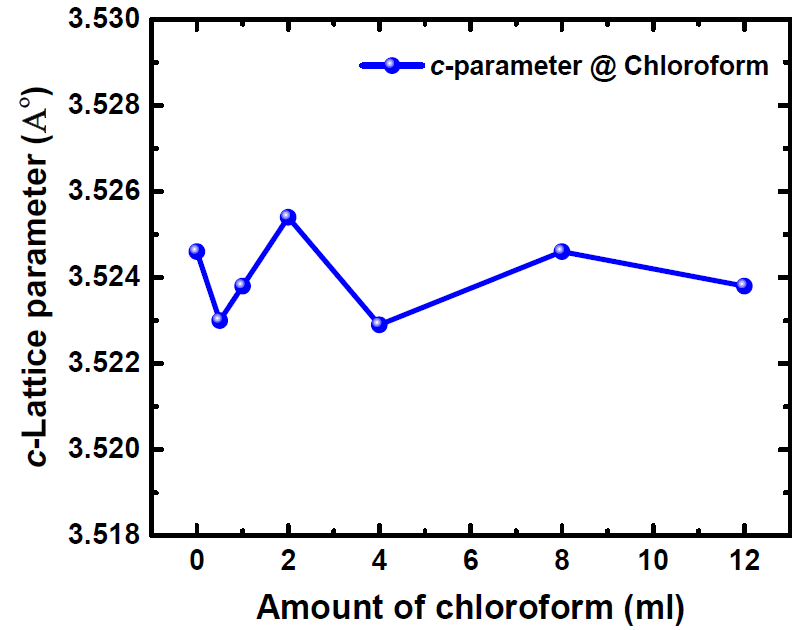 3.530
3.528
3.526
3.524
3.522
3.520
3.518
c-Lattice parameter (A°)
c-parameter @ Chloroform
0 2 4 6 8 10 12
Amount of chloroform (ml)